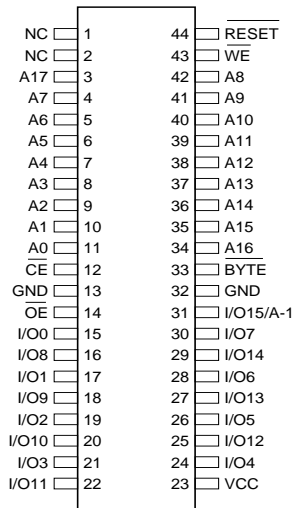 NC 1 44 RESET
NC 2 43 WE
A17 3 42 A8
A7 4 41 A9
A6 5 40 A10
A5 6 39 A11
A4 7 38 A12
A3 8 37 A13
A2 9 36 A14
A1 10 35 A15
A0 11 34 A16
CE 12 33 BYTE
GND 13 32 GND
OE 14 31 I/O15/A-1
I/O0 15 30 I/O7
I/O8 16 29 I/O14
I/O1 17 28 I/O6
I/O9 18 27 I/O13
I/O2 19 26 I/O5
I/O10 20 25 I/O12
I/O3 21 24 I/O4
I/O11 22 23 VCC